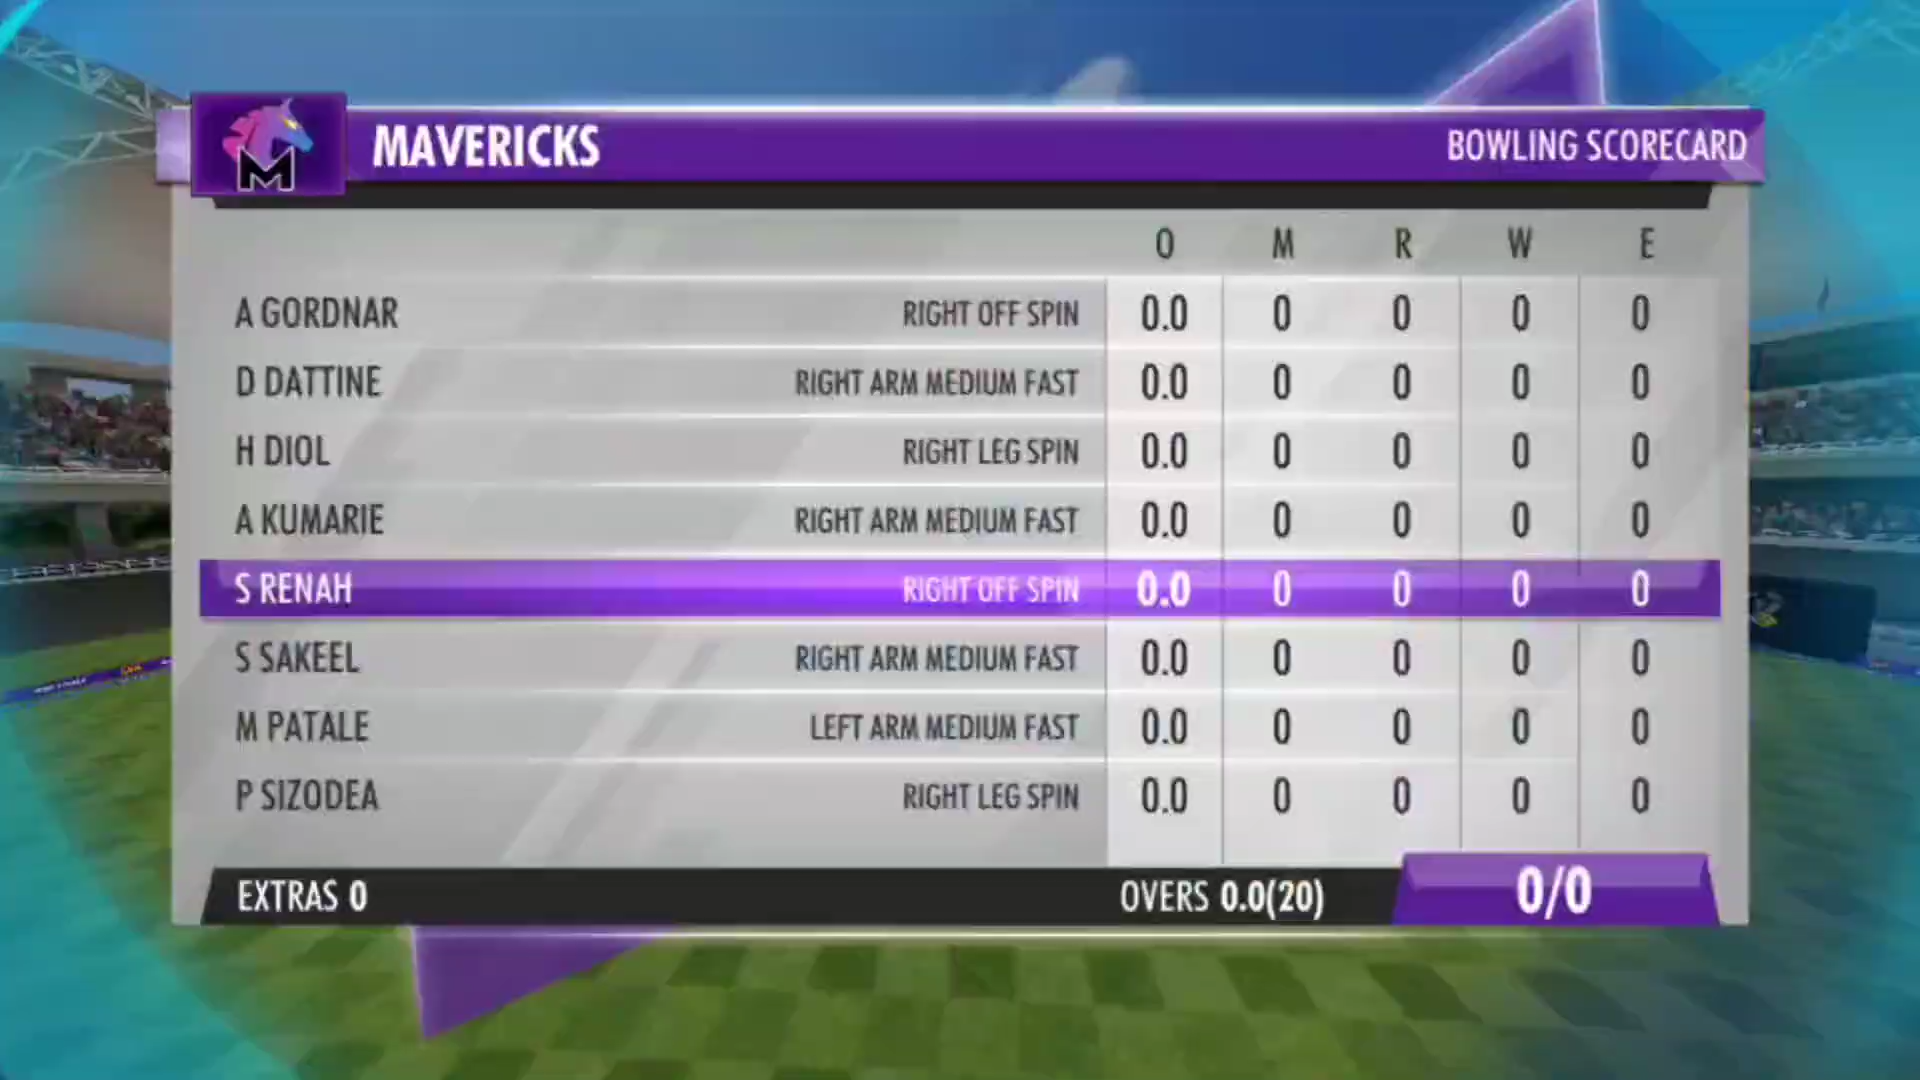 M
MAVERICKS BOWLING SCORECARD
O M R W E
A GORDNAR RIGHT OFF SPIN 0.0 0 0 0 0
D DATTINE RIGHT ARM MEDIUM FAST 0.0 0 0 0 0
H DIOL RIGHT LEG SPIN 0.0 0 0 0 0
A KUMARIE RIGHT ARM MEDIUM FAST 0.0 0 0 0 0
S RENAH RIGHT OFF SPIN 0.0 0 0 0 0
S SAKEEL RIGHT ARM MEDIUM FAST 0.0 0 0 0 0
M PATALE LEFT ARM MEDIUM FAST 0.0 0 0 0 0
P SIZODEA RIGHT LEG SPIN 0.0 0 0 0 0
EXTRAS 0 OVERS 0.0(20) 0/0